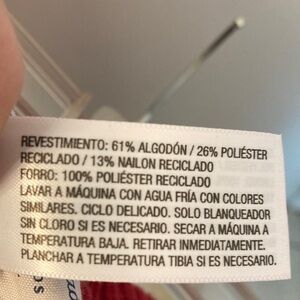 REVESTIMIENTO: 61% ALGODÓN / 26% POLIÉSTER
RECICLADO / 13% NAILON RECICLADO
FORRO: 100% POLIÉSTER RECICLADO
LAVAR A MÁQUINA CON AGUA FRÍA CON COLORES
SIMILARES. CICLO DELICADO. SOLO BLANQUEADOR
SIN CLORO SI ES NECESARIO. SECAR A MÁQUINA A
TEMPERATURA BAJA. RETIRAR INMEDIATAMENTE.
PLANCHAR A TEMPERATURA TIBIA SI ES NECESARIO.